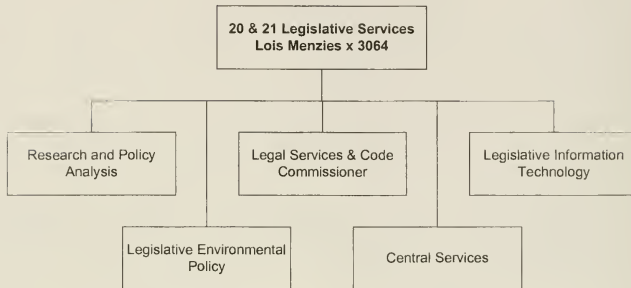 20 & 21 Legislative Services
Lois Menzies x 3064
Research and Policy
Analysis
Legal Services & Code
Commissioner
Legislative Information
Technology
Legislative Environmental
Policy
Central Services